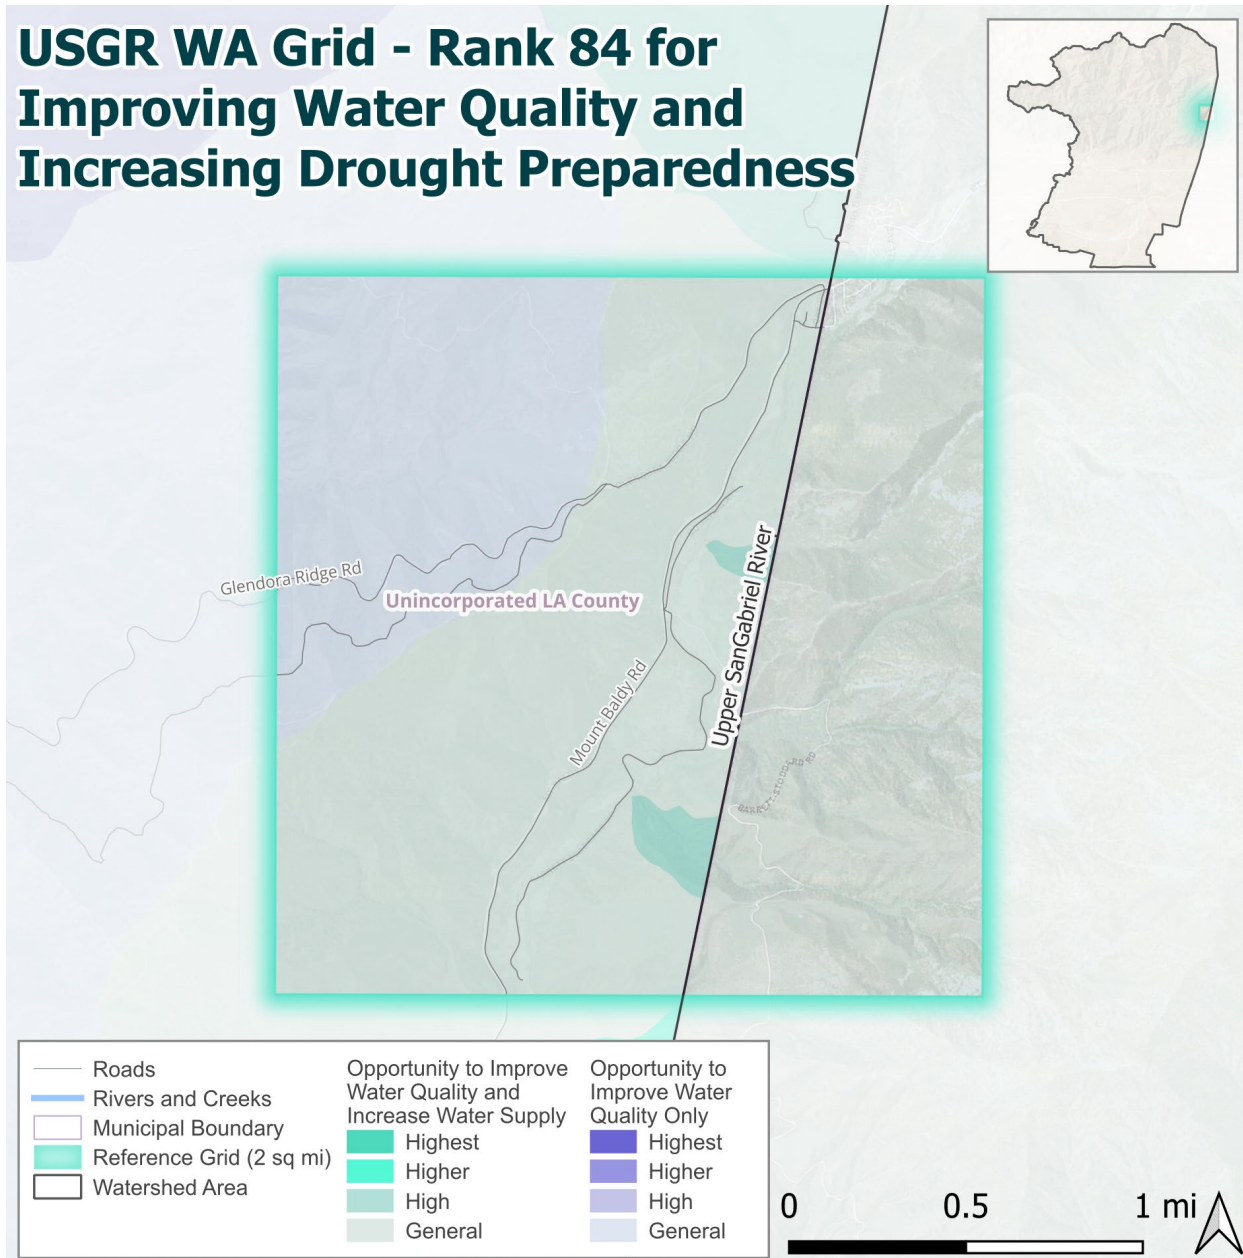 USGR WA Grid - Rank 84 for
Improving Water Quality and
Increasing Drought Preparedness
Glendora Ridge Rd
Unincorporated LA County
Upper SanGabriel River
Mount Baldy Rd
BARRETT-STODDARD RD
Roads
Rivers and Creeks
Municipal Boundary
Reference Grid (2 sq mi)
Watershed Area
Opportunity to Improve
Water Quality and
Increase Water Supply
Highest
Higher
High
General
Opportunity to
Improve Water
Quality Only
Highest
Higher
High
General
0 0.5 1 mi